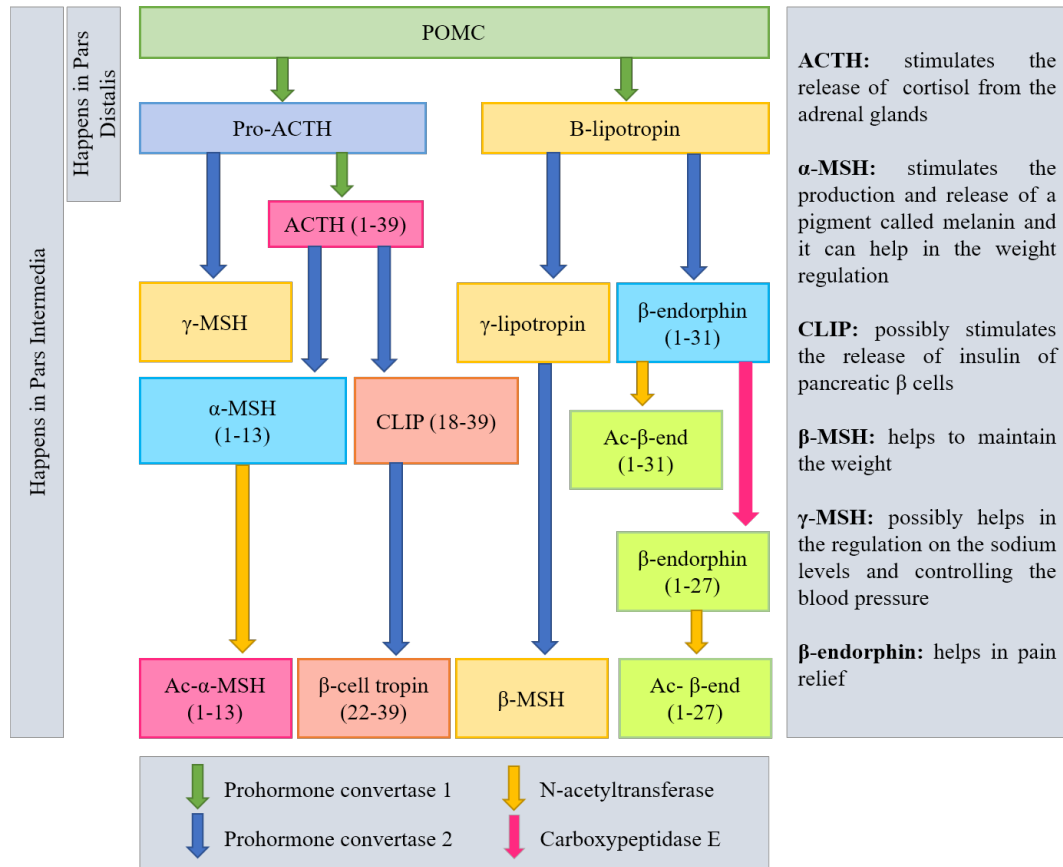 Happens in Pars
Distalis
Happens in Pars Intermedia
POMC
Pro-ACTH
B-lipotropin
ACTH (1-39)
γ-MSH
γ-lipotropin
β-endorphin
(1-31)
α-MSH
(1-13)
CLIP (18-39)
Ac-β-end
(1-31)
β-endorphin
(1-27)
Ac-α-MSH
(1-13)
β-cell tropin
(22-39)
β-MSH
Ac- β-end
(1-27)
ACTH: stimulates the
release of cortisol from the
adrenal glands
α-MSH: stimulates the
production and release of a
pigment called melanin and
it can help in the weight
regulation
CLIP: possibly stimulates
the release of insulin of
pancreatic β cells
β-MSH: helps to maintain
the weight
γ-MSH: possibly helps in
the regulation on the sodium
levels and controlling the
blood pressure
β-endorphin: helps in pain
relief
Prohormone convertase 1
N-acetyltransferase
Prohormone convertase 2
Carboxypeptidase E